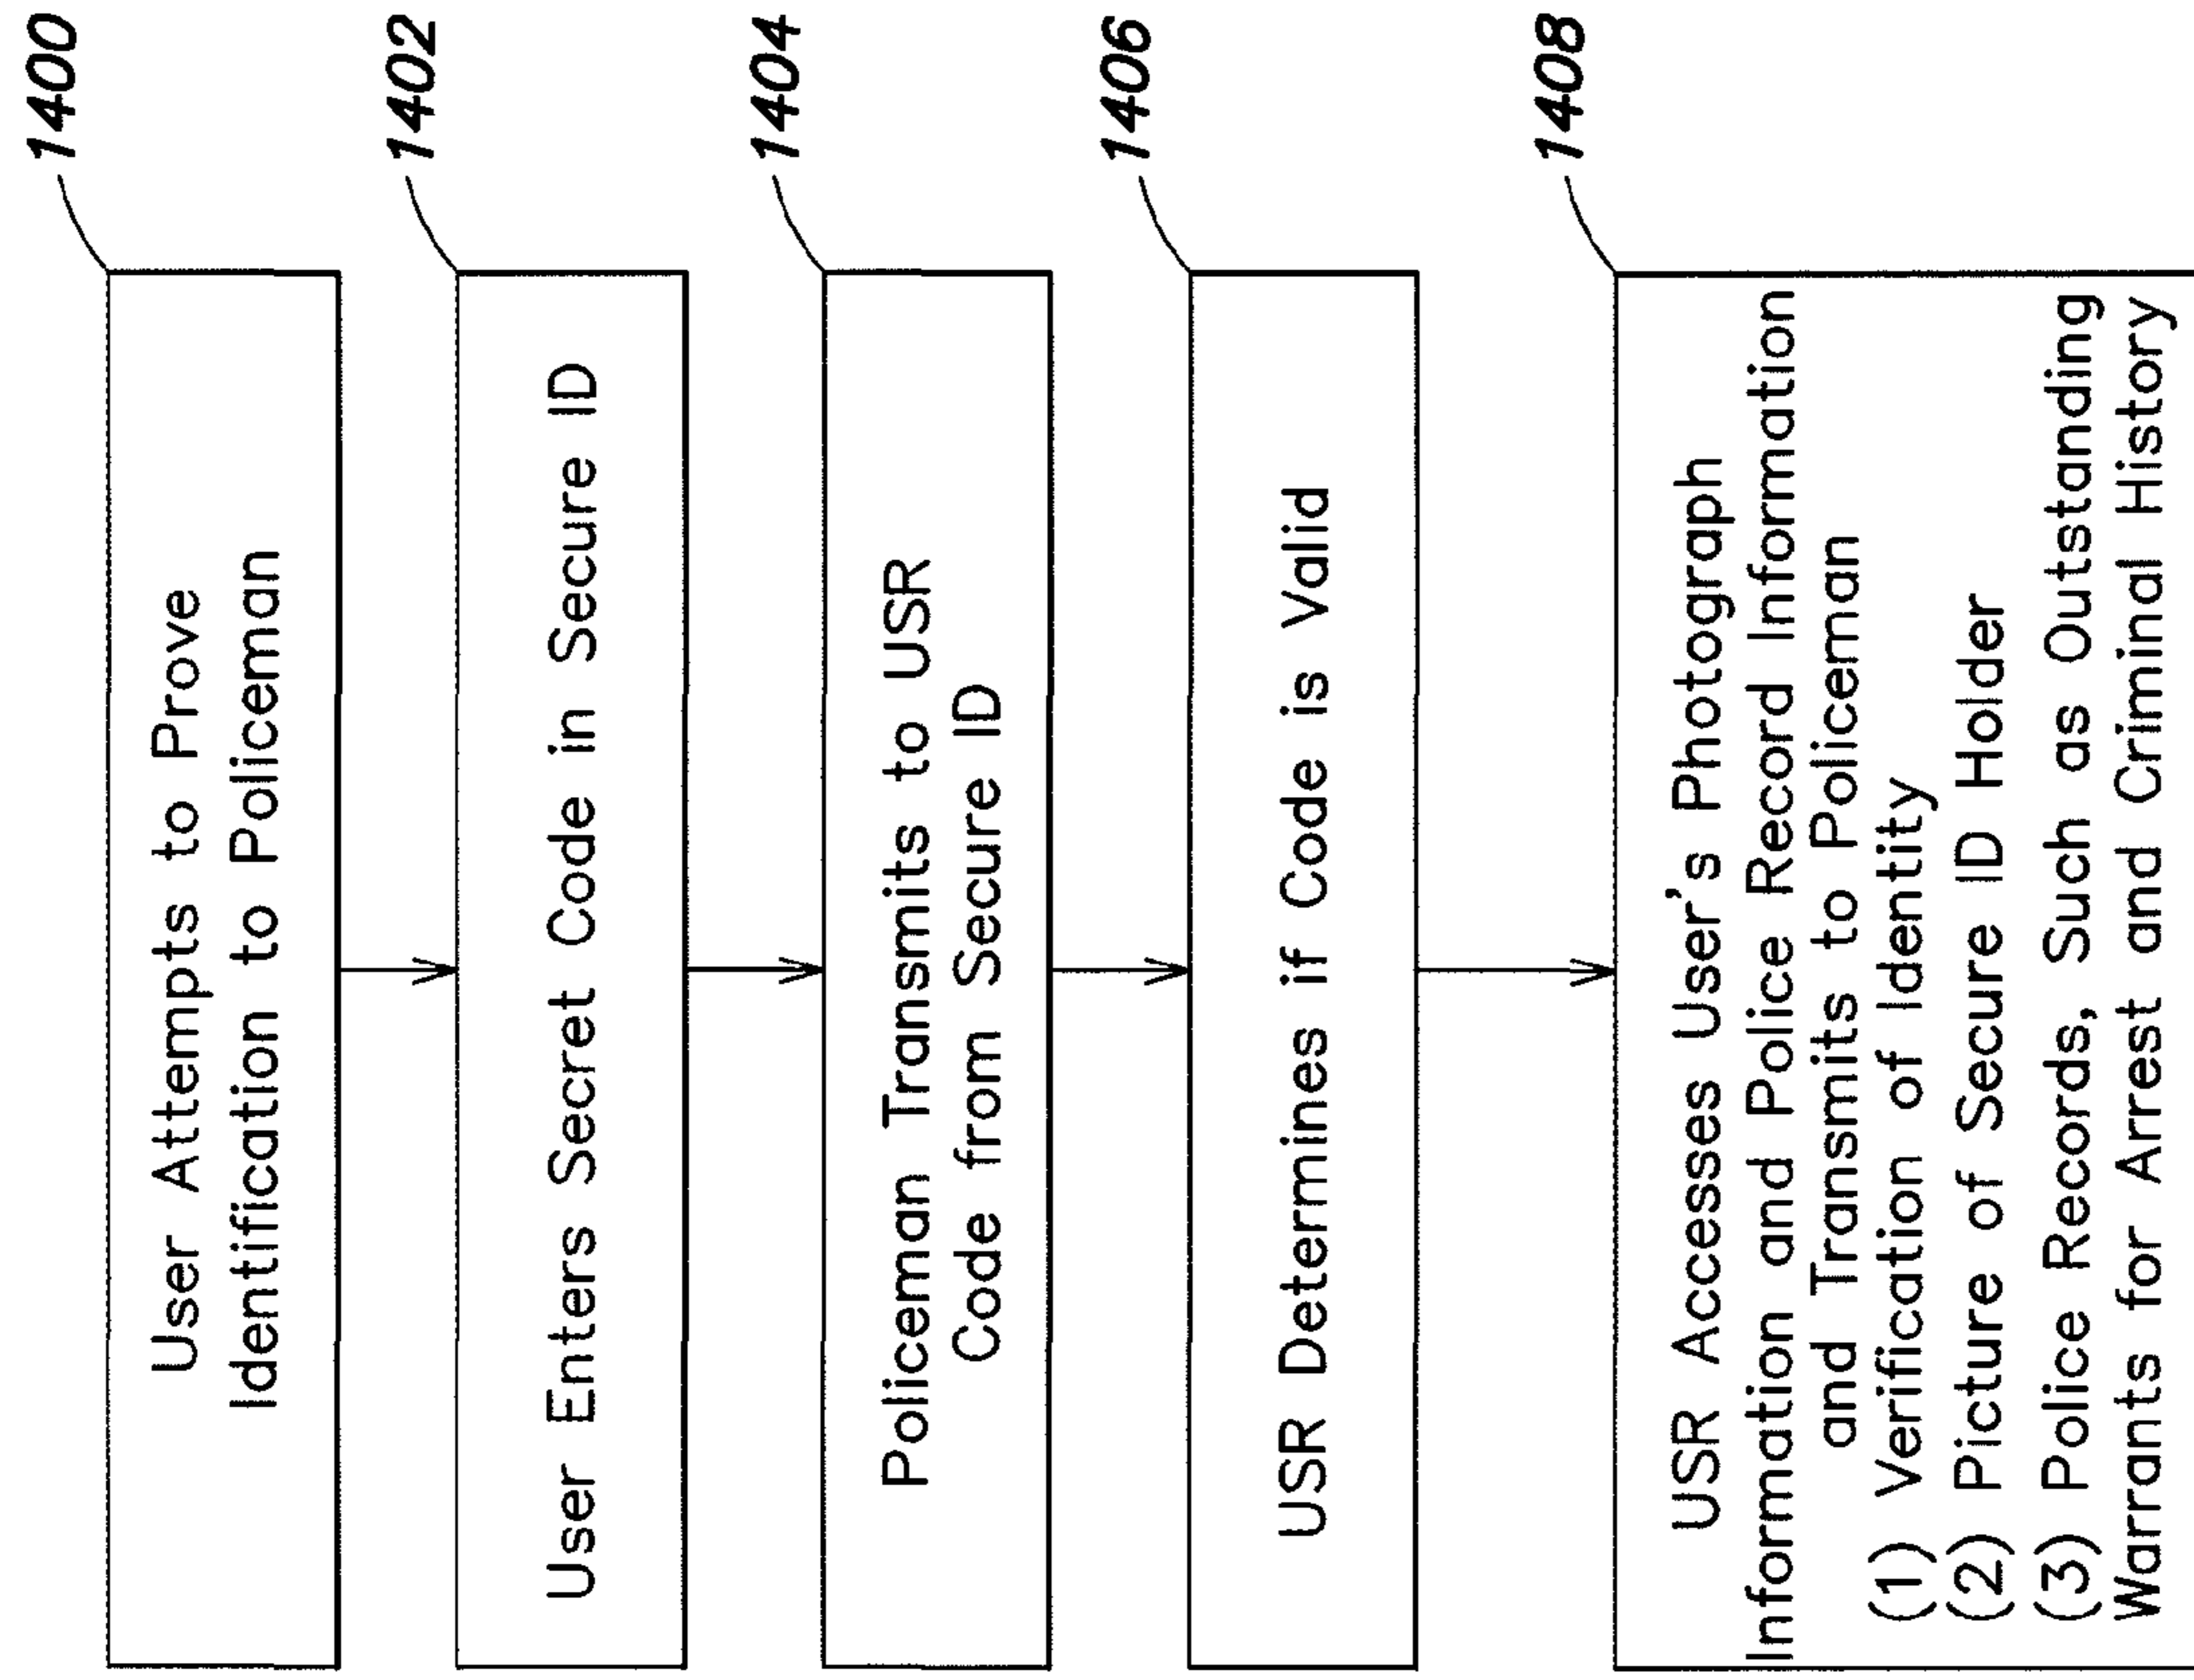 1400
User Attempts to Prove
Identification to Policeman
1402
User Enters Secret Code in Secure ID
1404
Policeman Transmits to USR
Code from Secure ID
1406
USR Determines if Code is Valid
1408
USR Accesses User's Photograph
Information and Police Record Information
and Transmits to Policeman
(1) Verification of Identity
(2) Picture of Secure ID Holder
(3) Police Records, Such as Outstanding
Warrants for Arrest and Criminal History